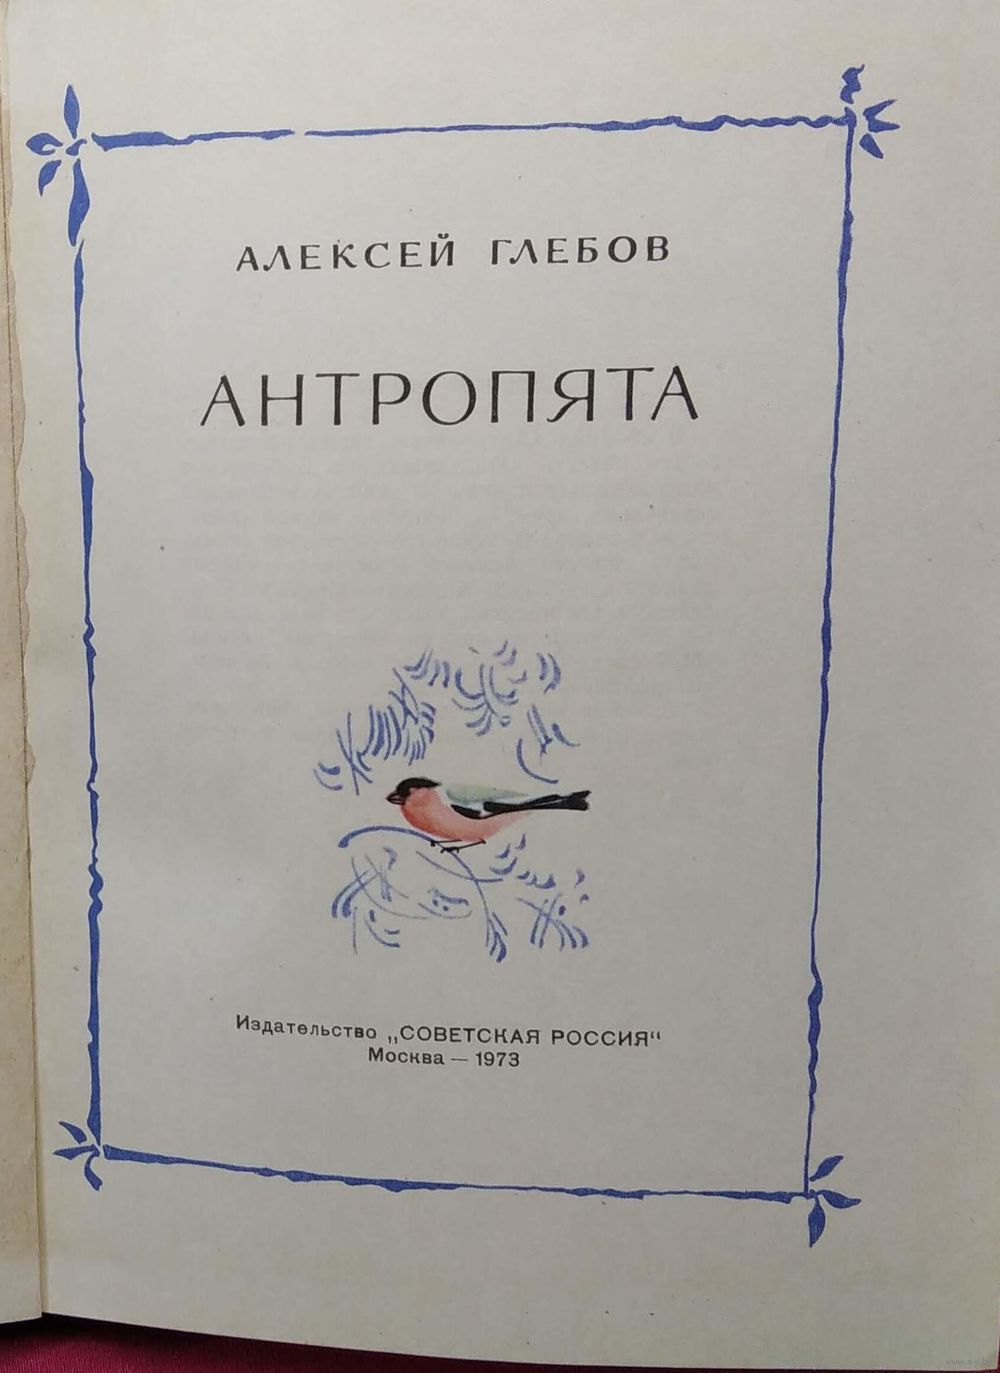 АЛЕКСЕЙ ГЛЕБОВ
АНТРОПЯТА
Издательство „СОВЕТСКАЯ РОССИЯ“
Москва — 1973